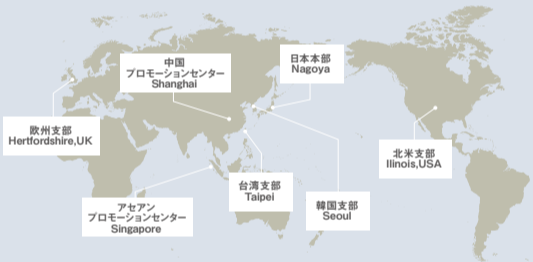 中国
プロモーションセンター
Shanghai
日本本部
Nagoya
欧州支部
Hertfordshire,UK
北米支部
Ilinois,USA
アセアン
プロモーションセンター
Singapore
台湾支部
Taipei
韓国支部
Seoul